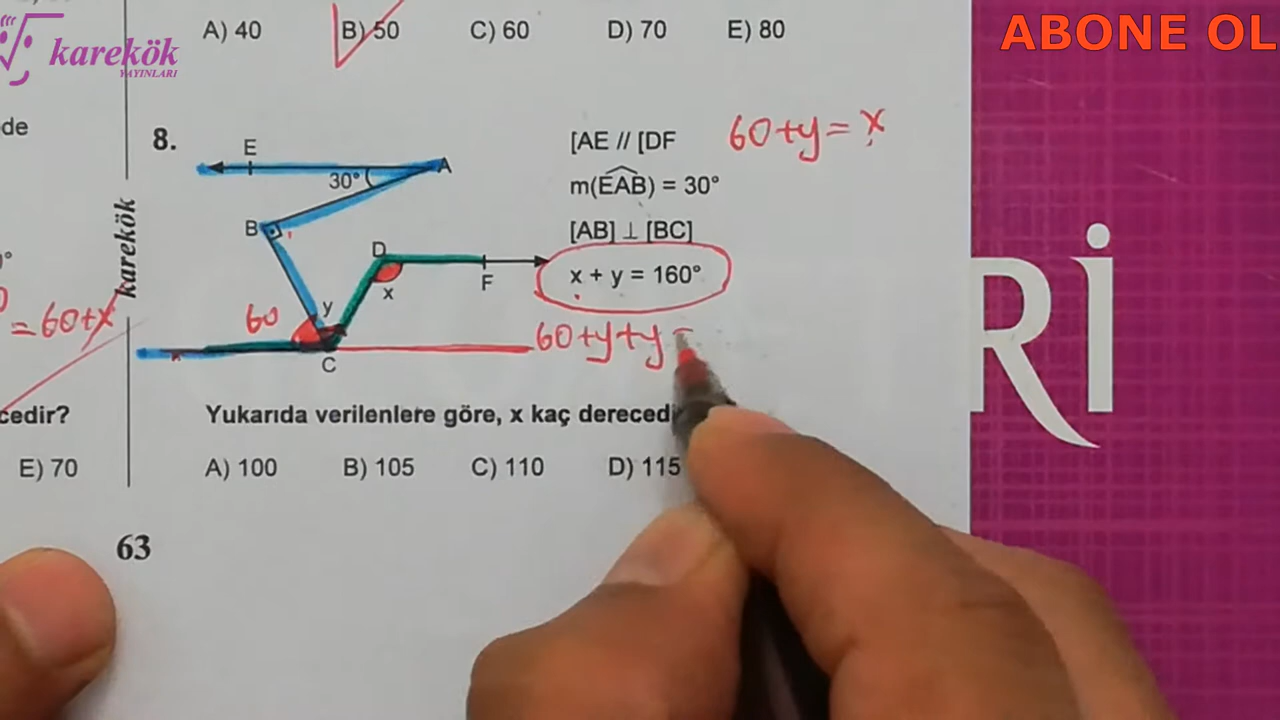 ABONE OL
karekök
YAYINLARI
A) 40 B) 50 C) 60 D) 70 E) 80
de
8.
E
A
30°
B
D
F
x
y
60
C
[AE // [DF
60+y=x
m(EAB) = 30°
[AB] ⊥ [BC]
x + y = 160°
60+y+y=
karekök
=60+x
cedir?
Yukarıda verilenlere göre, x kaç dereced
E) 70
A) 100 B) 105 C) 110 D) 115
63
Rİ